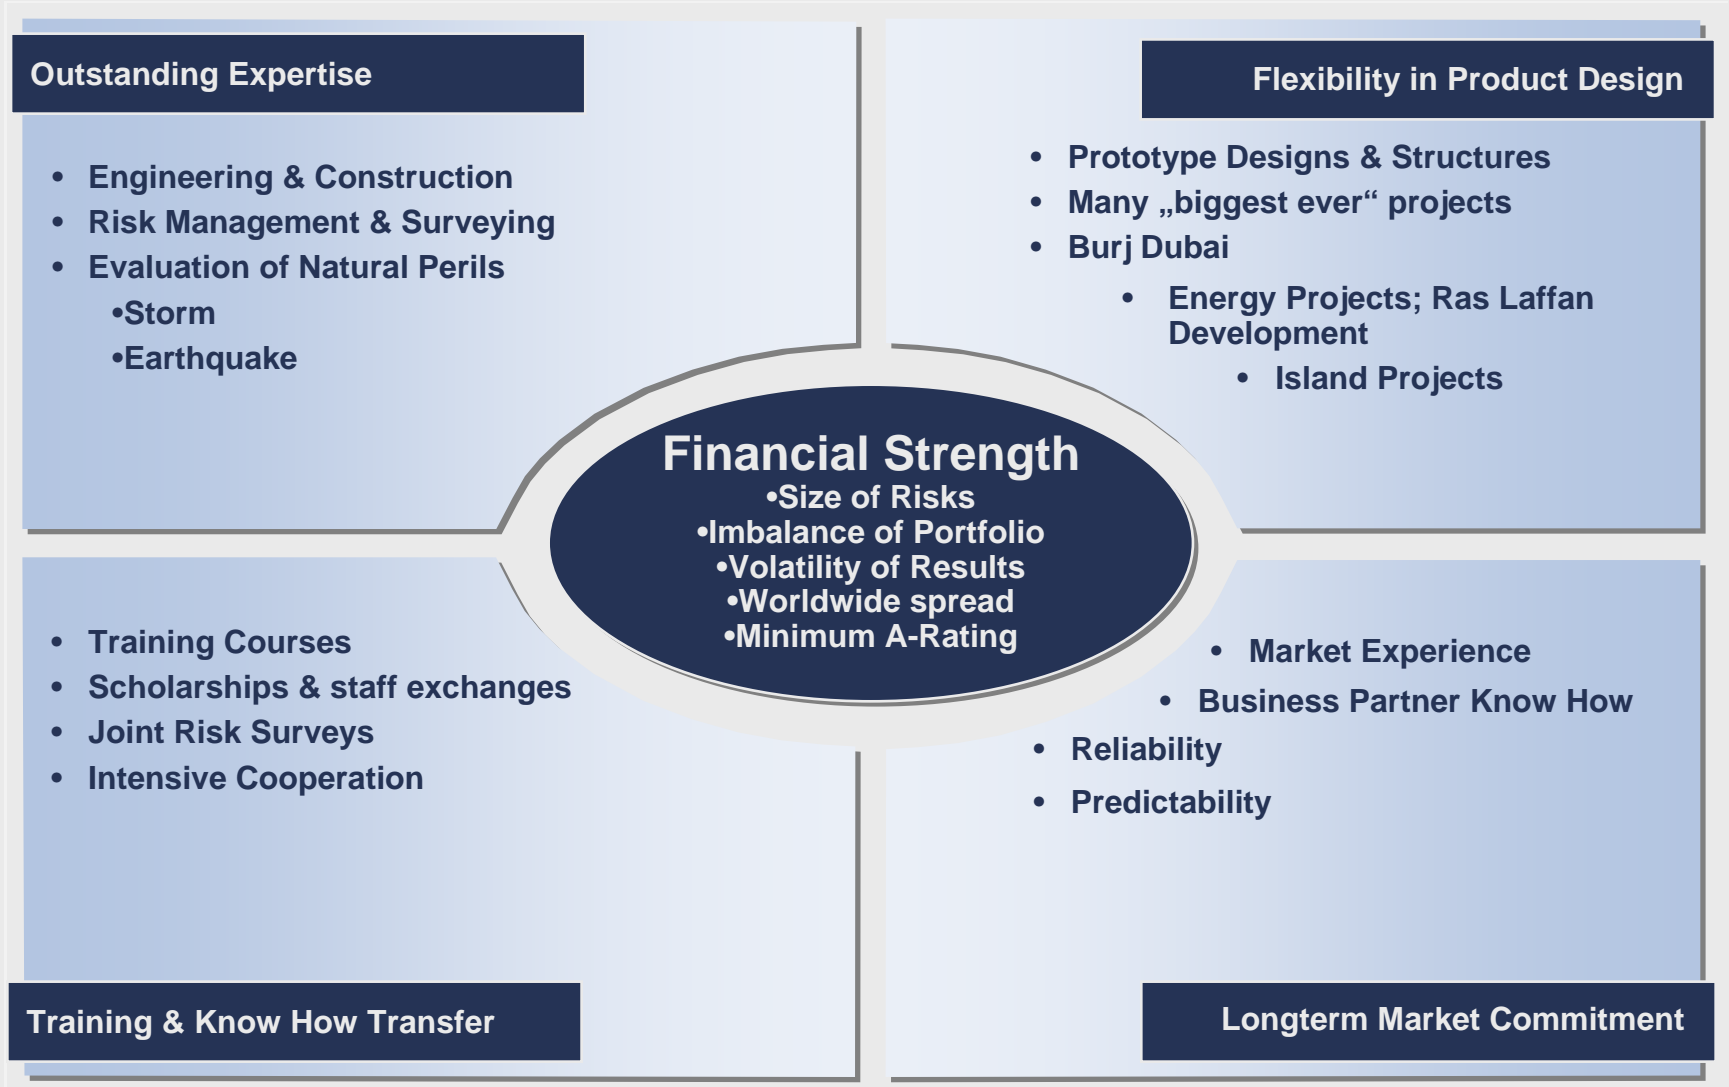 Outstanding Expertise
• Engineering & Construction
• Risk Management & Surveying
• Evaluation of Natural Perils
•Storm
•Earthquake
Flexibility in Product Design
• Prototype Designs & Structures
• Many „biggest ever“ projects
• Burj Dubai
• Energy Projects; Ras Laffan
Development
• Island Projects
Financial Strength
•Size of Risks
•Imbalance of Portfolio
•Volatility of Results
•Worldwide spread
•Minimum A-Rating
• Training Courses
• Scholarships & staff exchanges
• Joint Risk Surveys
• Intensive Cooperation
Training & Know How Transfer
• Market Experience
• Business Partner Know How
• Reliability
• Predictability
Longterm Market Commitment